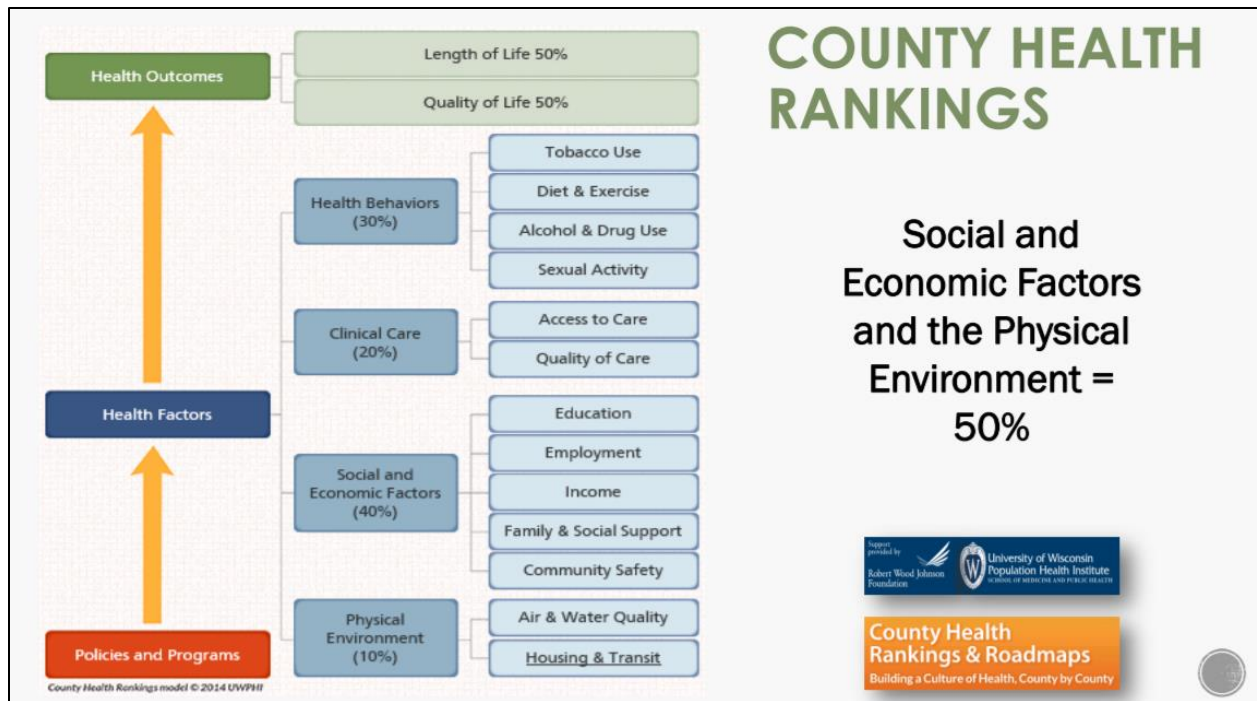 COUNTY HEALTH
RANKINGS
Health Outcomes
Length of Life 50%
Quality of Life 50%
Health Factors
Health Behaviors
(30%)
Tobacco Use
Diet & Exercise
Alcohol & Drug Use
Sexual Activity
Clinical Care
(20%)
Access to Care
Quality of Care
Social and
Economic Factors
(40%)
Education
Employment
Income
Family & Social Support
Community Safety
Physical
Environment
(10%)
Air & Water Quality
Housing & Transit
Policies and Programs
County Health Rankings model © 2014 UWPHI
Social and
Economic Factors
and the Physical
Environment =
50%
Support
provided by
Robert Wood Johnson
Foundation
W
University of Wisconsin
Population Health Institute
SCHOOL OF MEDICINE AND PUBLIC HEALTH
County Health
Rankings & Roadmaps
Building a Culture of Health, County by County